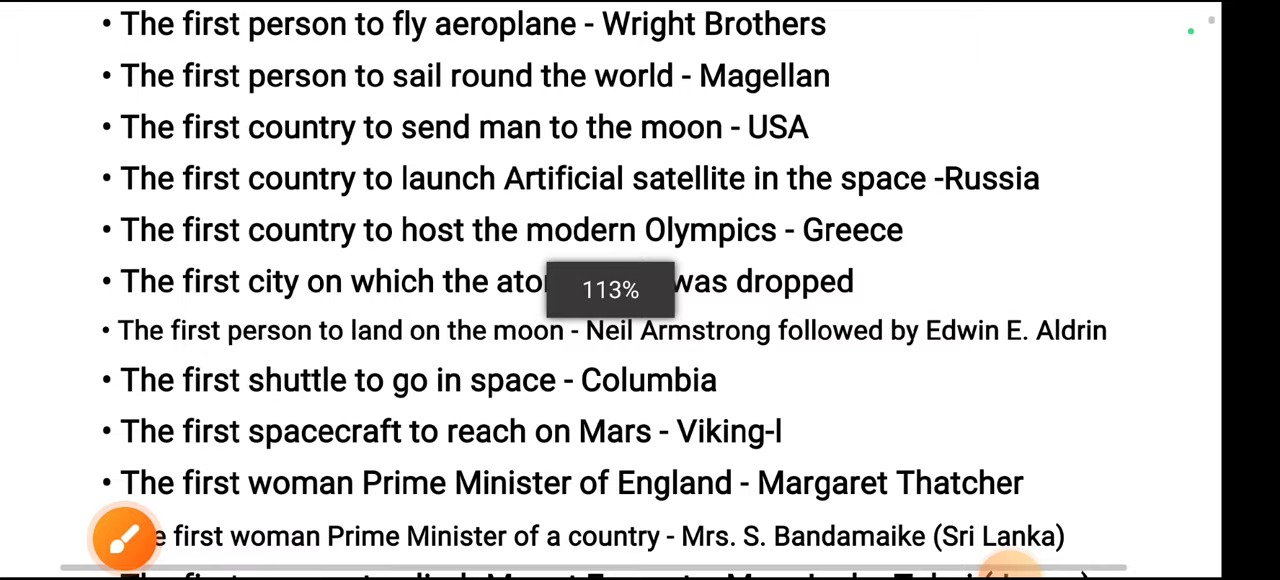 • The first person to fly aeroplane - Wright Brothers
• The first person to sail round the world - Magellan
• The first country to send man to the moon - USA
• The first country to launch Artificial satellite in the space -Russia
• The first country to host the modern Olympics - Greece
• The first city on which the was dropped
113%
• The first person to land on the moon - Neil Armstrong followed by Edwin E. Aldrin
• The first shuttle to go in space - Columbia
• The first spacecraft to reach on Mars - Viking-l
• The first woman Prime Minister of England - Margaret Thatcher
first woman Prime Minister of a country - Mrs. S. Bandamaike (Sri Lanka)